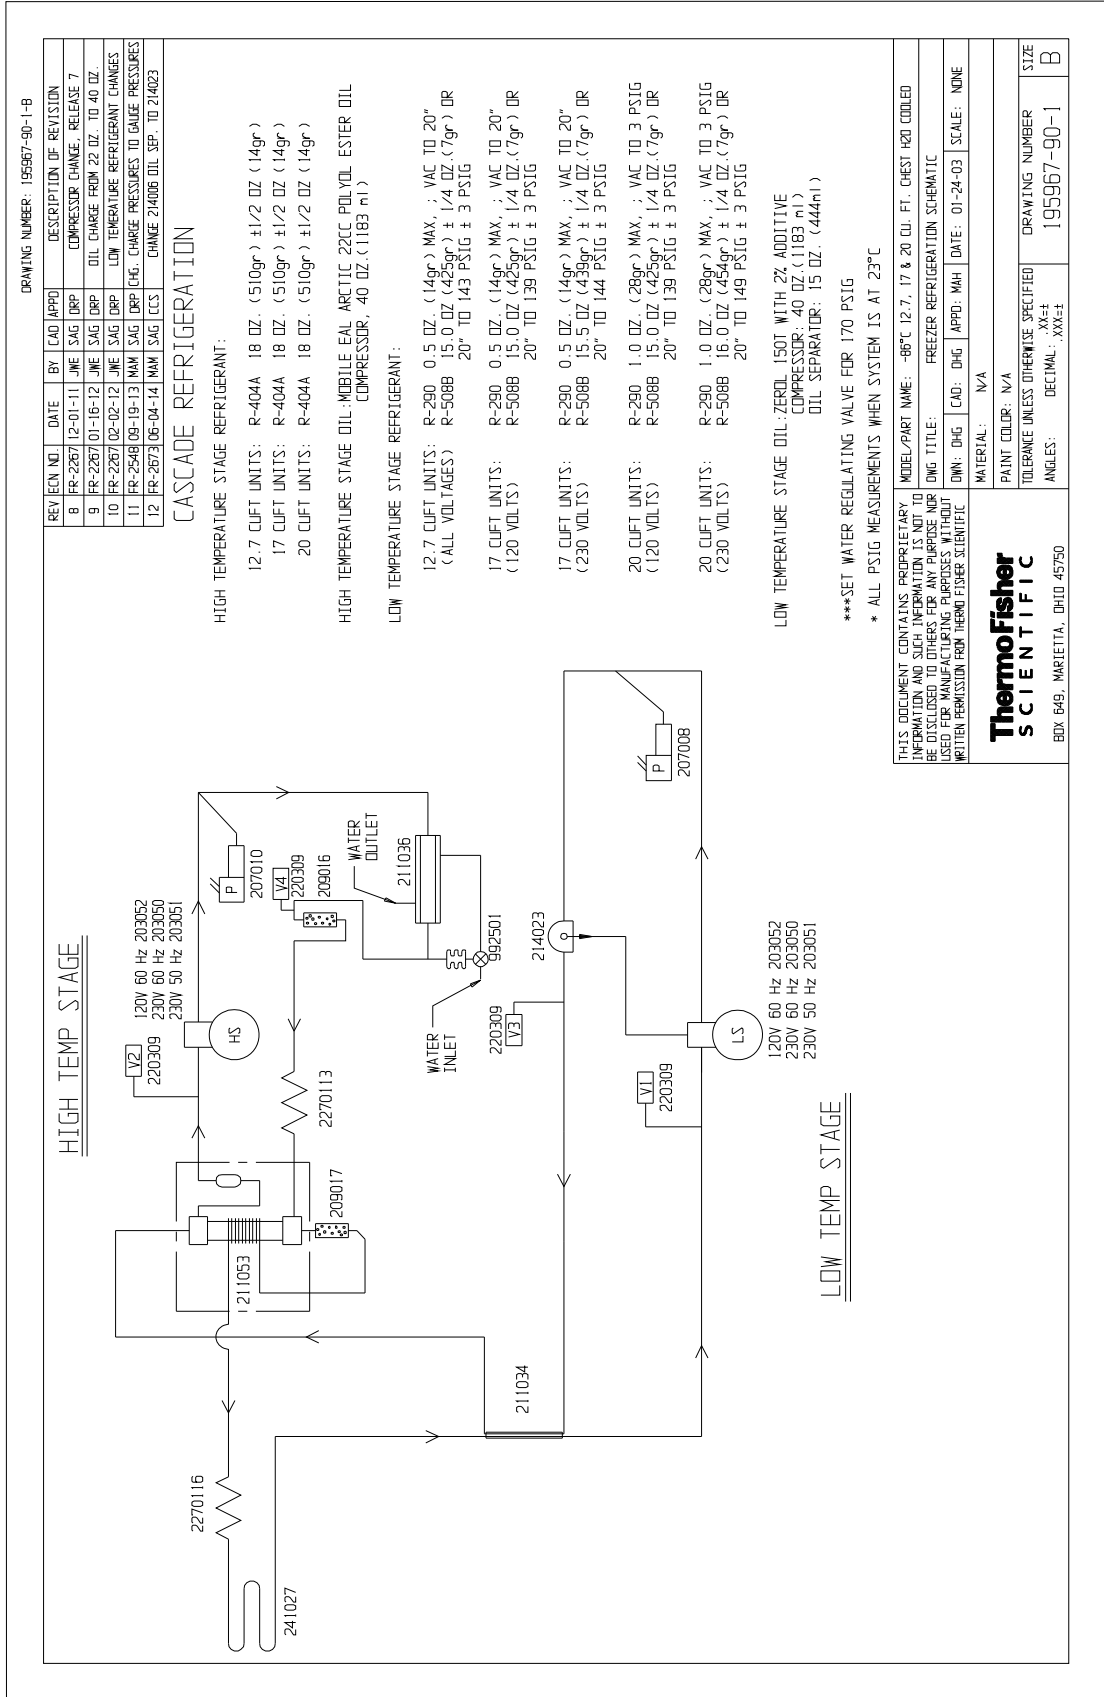 DRAWING NUMBER: 195967-90-1-B
REV ECN NO. DATE BY CAD APPD DESCRIPTION OF REVISION
8 FR-2267 12-01-11 JWE SAG DRP COMPRESSOR CHANGE, RELEASE 7
9 FR-2267 01-16-12 JWE SAG DRP OIL CHARGE FROM 22 OZ. TO 40 OZ.
10 FR-2267 02-02-12 JWE SAG DRP LOW TEMERATURE REFRIGERANT CHANGES
11 FR-2548 09-19-13 MAM SAG DRP CHG. CHARGE PRESSURES TO GAUGE PRESSURES
12 FR-2673 06-04-14 MAM SAG CCS CHANGE 214006 OIL SEP. TO 214023
CASCADE REFRIGERATION
HIGH TEMPERATURE STAGE REFRIGERANT:
12.7 CUFT UNITS: R-404A 18 OZ. (510gr) ±1/2 OZ (14gr)
17 CUFT UNITS: R-404A 18 OZ. (510gr) ±1/2 OZ (14gr)
20 CUFT UNITS: R-404A 18 OZ. (510gr) ±1/2 OZ (14gr)
HIGH TEMPERATURE STAGE OIL:MOBILE EAL ARCTIC 22CC POLYOL ESTER OIL
COMPRESSOR, 40 OZ.(1183 ml)
LOW TEMPERATURE STAGE REFRIGERANT:
12.7 CUFT UNITS: R-290 0.5 OZ. (14gr) MAX, ; VAC TO 20"
(ALL VOLTAGES) R-508B 15.0 OZ (425gr) ± 1/4 OZ.(7gr) OR
20" TO 143 PSIG ± 3 PSIG
17 CUFT UNITS: R-290 0.5 OZ. (14gr) MAX, ; VAC TO 20"
(120 VOLTS) R-508B 15.0 OZ (425gr) ± 1/4 OZ.(7gr) OR
20" TO 139 PSIG ± 3 PSIG
17 CUFT UNITS: R-290 0.5 OZ. (14gr) MAX, ; VAC TO 20"
(230 VOLTS) R-508B 15.5 OZ (439gr) ± 1/4 OZ.(7gr) OR
20" TO 144 PSIG ± 3 PSIG
20 CUFT UNITS: R-290 1.0 OZ. (28gr) MAX, ; VAC TO 3 PSIG
(120 VOLTS) R-508B 15.0 OZ (425gr) ± 1/4 OZ.(7gr) OR
20" TO 139 PSIG ± 3 PSIG
20 CUFT UNITS: R-290 1.0 OZ. (28gr) MAX, ; VAC TO 3 PSIG
(230 VOLTS) R-508B 16.0 OZ (454gr) ± 1/4 OZ.(7gr) OR
20" TO 149 PSIG ± 3 PSIG
LOW TEMPERATURE STAGE OIL:ZEROL 150T WITH 2% ADDITIVE
COMPRESSOR: 40 OZ.(1183 ml)
OIL SEPARATOR: 15 OZ. (444ml)
***SET WATER REGULATING VALVE FOR 170 PSIG
* ALL PSIG MEASUREMENTS WHEN SYSTEM IS AT 23°C
HIGH TEMP STAGE
120V 60 Hz 203052
230V 60 Hz 203050
230V 50 Hz 203051
V2
220309
HS
P
207010
V4
220309
209016
WATER
OUTLET
211036
992501
WATER
INLET
2270113
209017
211053
2270116
241027
211034
V3
220309
214023
P
207008
V1
220309
LS
120V 60 Hz 203052
230V 60 Hz 203050
230V 50 Hz 203051
LOW TEMP STAGE
THIS DOCUMENT CONTAINS PROPRIETARY
INFORMATION AND SUCH INFORMATION IS NOT TO
BE DISCLOSED TO OTHERS FOR ANY PURPOSE NOR
USED FOR MANUFACTURING PURPOSES WITHOUT
WRITTEN PERMISSION FROM THERMO FISHER SCIENTIFIC
ThermoFisher
SCIENTIFIC
BOX 649, MARIETTA, OHIO 45750
MODEL/PART NAME: -86°C 12.7, 17 & 20 CU. FT. CHEST H2O COOLED
DWG TITLE: FREEZER REFRIGERATION SCHEMATIC
DWN: DHG CAD: DHG APPD: MAH DATE: 01-24-03 SCALE: NONE
MATERIAL: N/A
PAINT COLOR: N/A
TOLERANCE UNLESS OTHERWISE SPECIFIED
ANGLES: DECIMAL: .XX=±
.XXX=±
DRAWING NUMBER
195967-90-1
SIZE
B